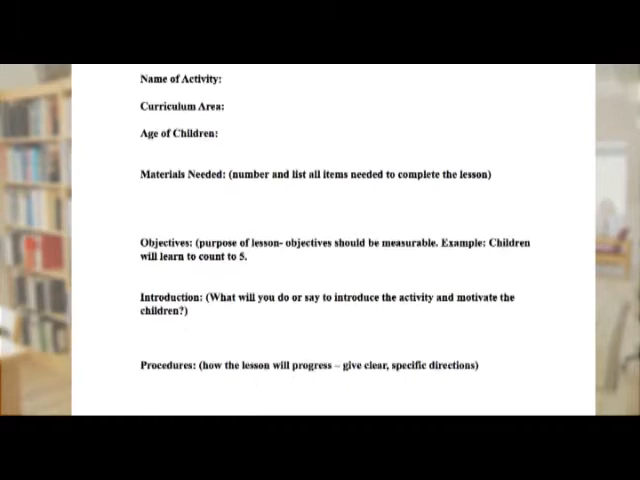 Name of Activity:
Curriculum Area:
Age of Children:
Materials Needed: (number and list all items needed to complete the lesson)
Objectives: (purpose of lesson- objectives should be measurable. Example: Children
will learn to count to 5.
Introduction: (What will you do or say to introduce the activity and motivate the
children?)
Procedures: (how the lesson will progress – give clear, specific directions)